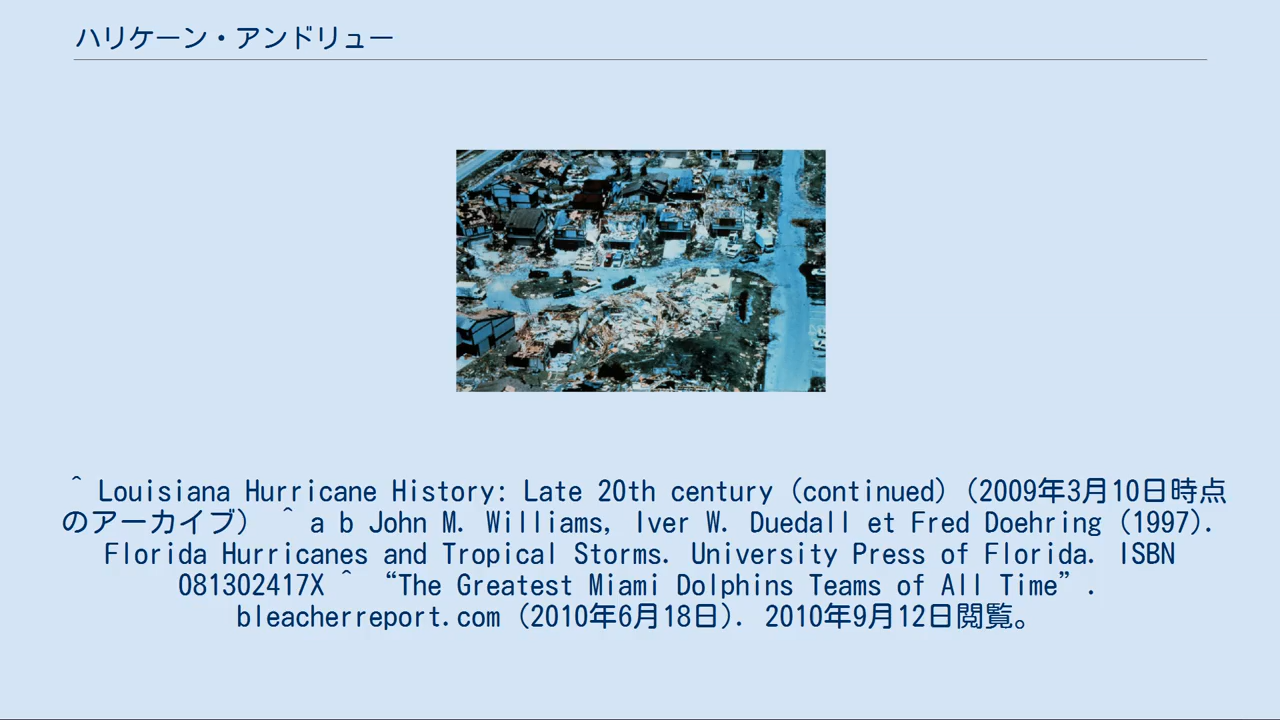 ハリケーン・アンドリュー
^ Louisiana Hurricane History: Late 20th century (continued) (2009年3月10日時点
のアーカイブ) ^ a b John M. Williams, Iver W. Duedall et Fred Doehring (1997).
Florida Hurricanes and Tropical Storms. University Press of Florida. ISBN
081302417X ^ “The Greatest Miami Dolphins Teams of All Time”.
bleacherreport.com (2010年6月18日). 2010年9月12日閲覧。